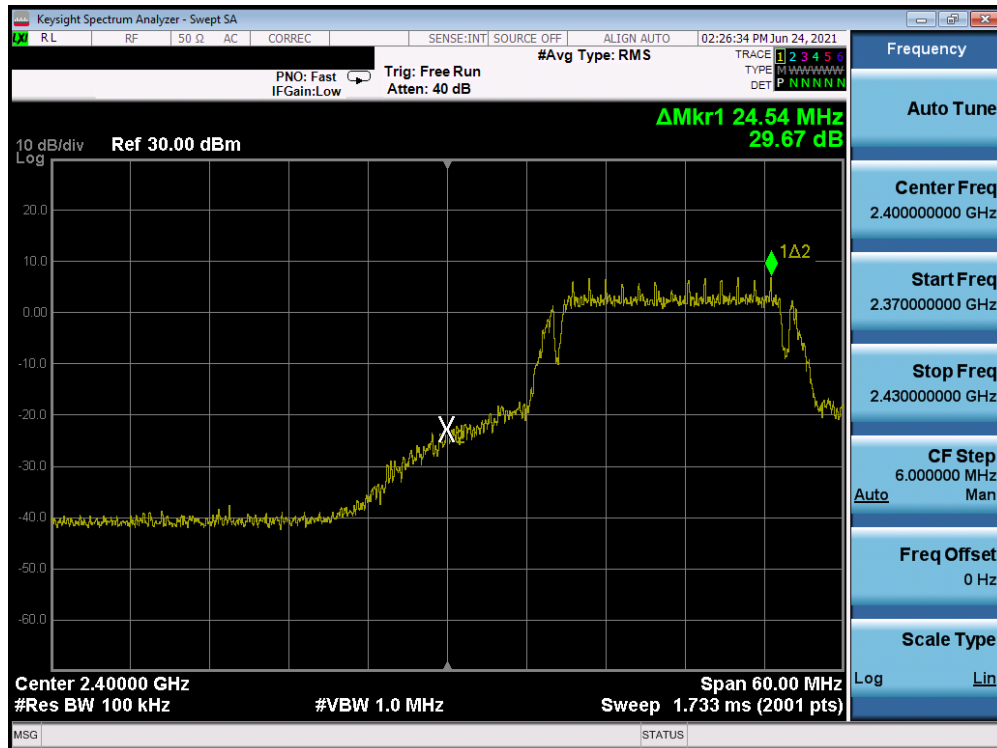 Keysight Spectrum Analyzer - Swept SA
LXI RL RF 50 Ω AC CORREC SENSE:INT SOURCE OFF ALIGN AUTO 02:26:34 PM Jun 24, 2021
PNO: Fast
IFGain:Low
Trig: Free Run
Atten: 40 dB
#Avg Type: RMS
TRACE 1 2 3 4 5 6
TYPE M W W W W W
DET P N N N N N
ΔMkr1 24.54 MHz
29.67 dB
10 dB/div
Log
Ref 30.00 dBm
20.0
10.0
0.00
-10.0
-20.0
-30.0
-40.0
-50.0
-60.0
1Δ2
Center 2.40000 GHz
Span 60.00 MHz
#Res BW 100 kHz
#VBW 1.0 MHz
Sweep 1.733 ms (2001 pts)
MSG
STATUS
Frequency
Auto Tune
Center Freq
2.400000000 GHz
Start Freq
2.370000000 GHz
Stop Freq
2.430000000 GHz
CF Step
6.000000 MHz
Auto Man
Freq Offset
0 Hz
Scale Type
Log Lin